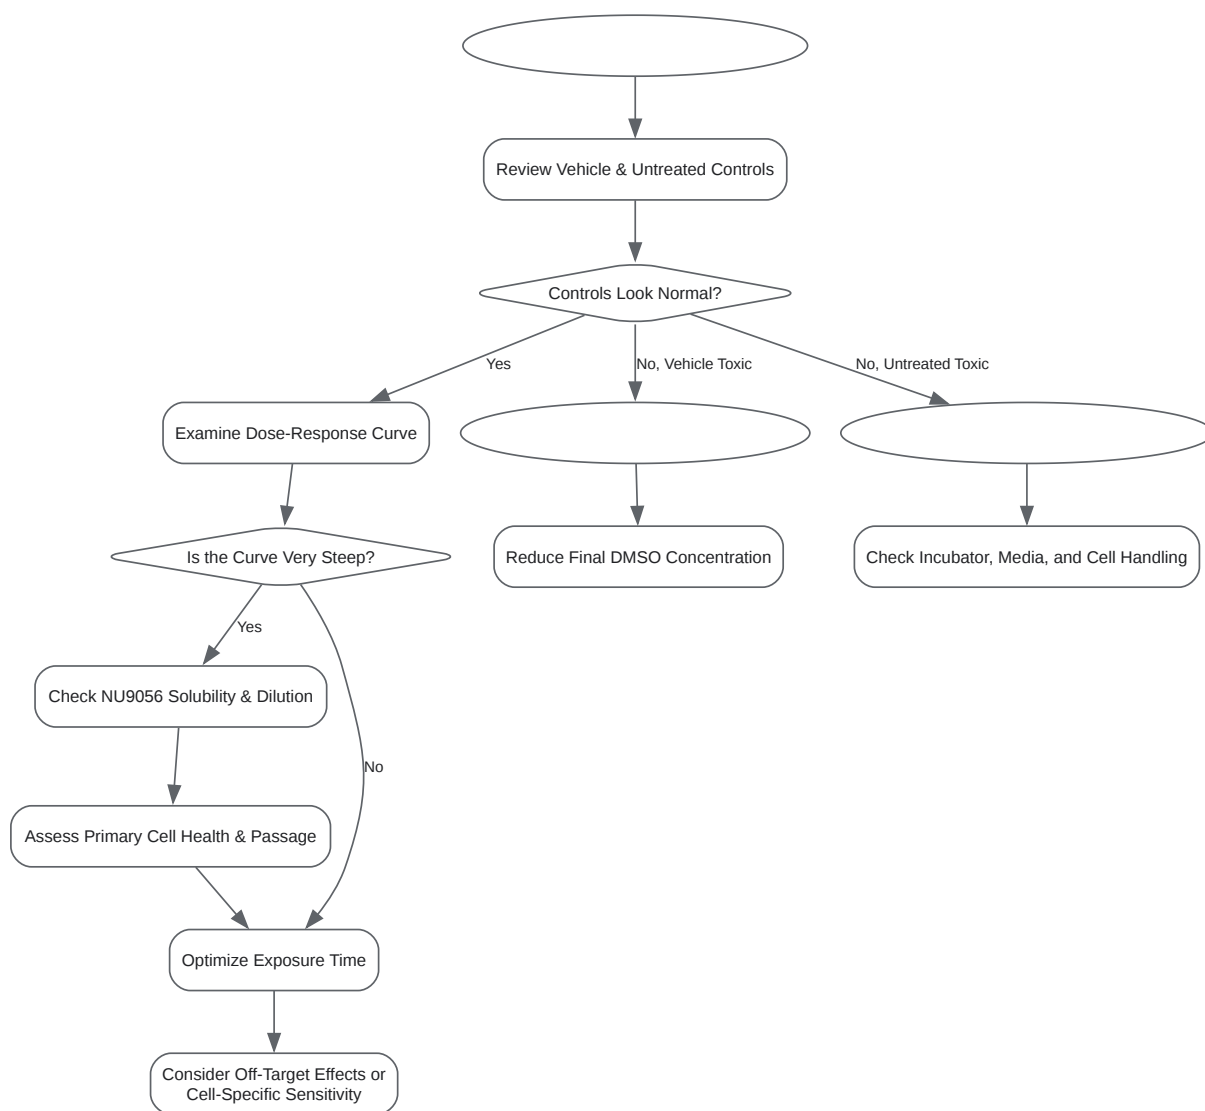 Review Vehicle & Untreated Controls
Controls Look Normal?
Yes
No, Vehicle Toxic
No, Untreated Toxic
Examine Dose-Response Curve
Is the Curve Very Steep?
Reduce Final DMSO Concentration
Check Incubator, Media, and Cell Handling
Yes
Check NU9056 Solubility & Dilution
No
Assess Primary Cell Health & Passage
Optimize Exposure Time
Consider Off-Target Effects or
Cell-Specific Sensitivity